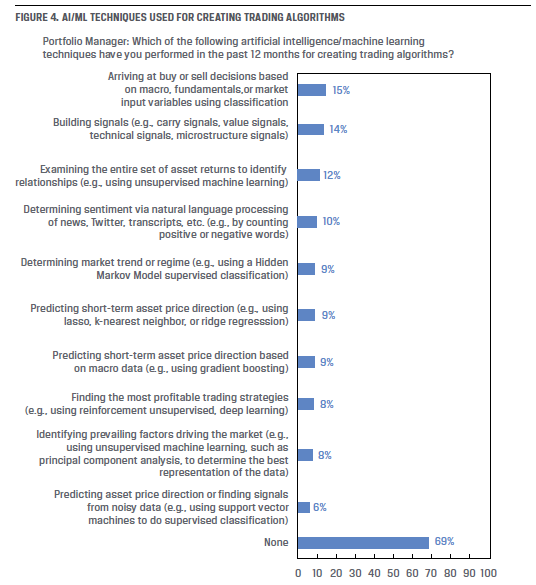 FIGURE 4. AI/ML TECHNIQUES USED FOR CREATING TRADING ALGORITHMS
Portfolio Manager: Which of the following artificial intelligence/machine learning
techniques have you performed in the past 12 months for creating trading algorithms?
Arriving at buy or sell decisions based
on macro, fundamentals,or market
input variables using classification
15%
Building signals (e.g., carry signals, value signals,
technical signals, microstructure signals)
14%
Examining the entire set of asset returns to identify
relationships (e.g., using unsupervised machine learning)
12%
Determining sentiment via natural language processing
of news, Twitter, transcripts, etc. (e.g., by counting
positive or negative words)
10%
Determining market trend or regime (e.g., using a Hidden
Markov Model supervised classification)
9%
Predicting short-term asset price direction (e.g., using
lasso, k-nearest neighbor, or ridge regresssion)
9%
Predicting short-term asset price direction based
on macro data (e.g., using gradient boosting)
9%
Finding the most profitable trading strategies
(e.g., using reinforcement unsupervised, deep learning)
8%
Identifying prevailing factors driving the market (e.g.,
using unsupervised machine learning, such as
principal component analysis, to determine the best
representation of the data)
8%
Predicting asset price direction or finding signals
from noisy data (e.g., using support vector
machines to do supervised classification)
6%
None
69%
0 10 20 30 40 50 60 70 80 90 100